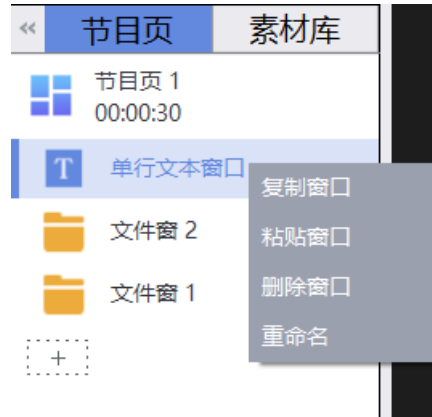 «
节目页
素材库
节目页 1
00:00:30
T
单行文本窗口
复制窗口
文件窗 2
粘贴窗口
删除窗口
文件窗 1
重命名
+